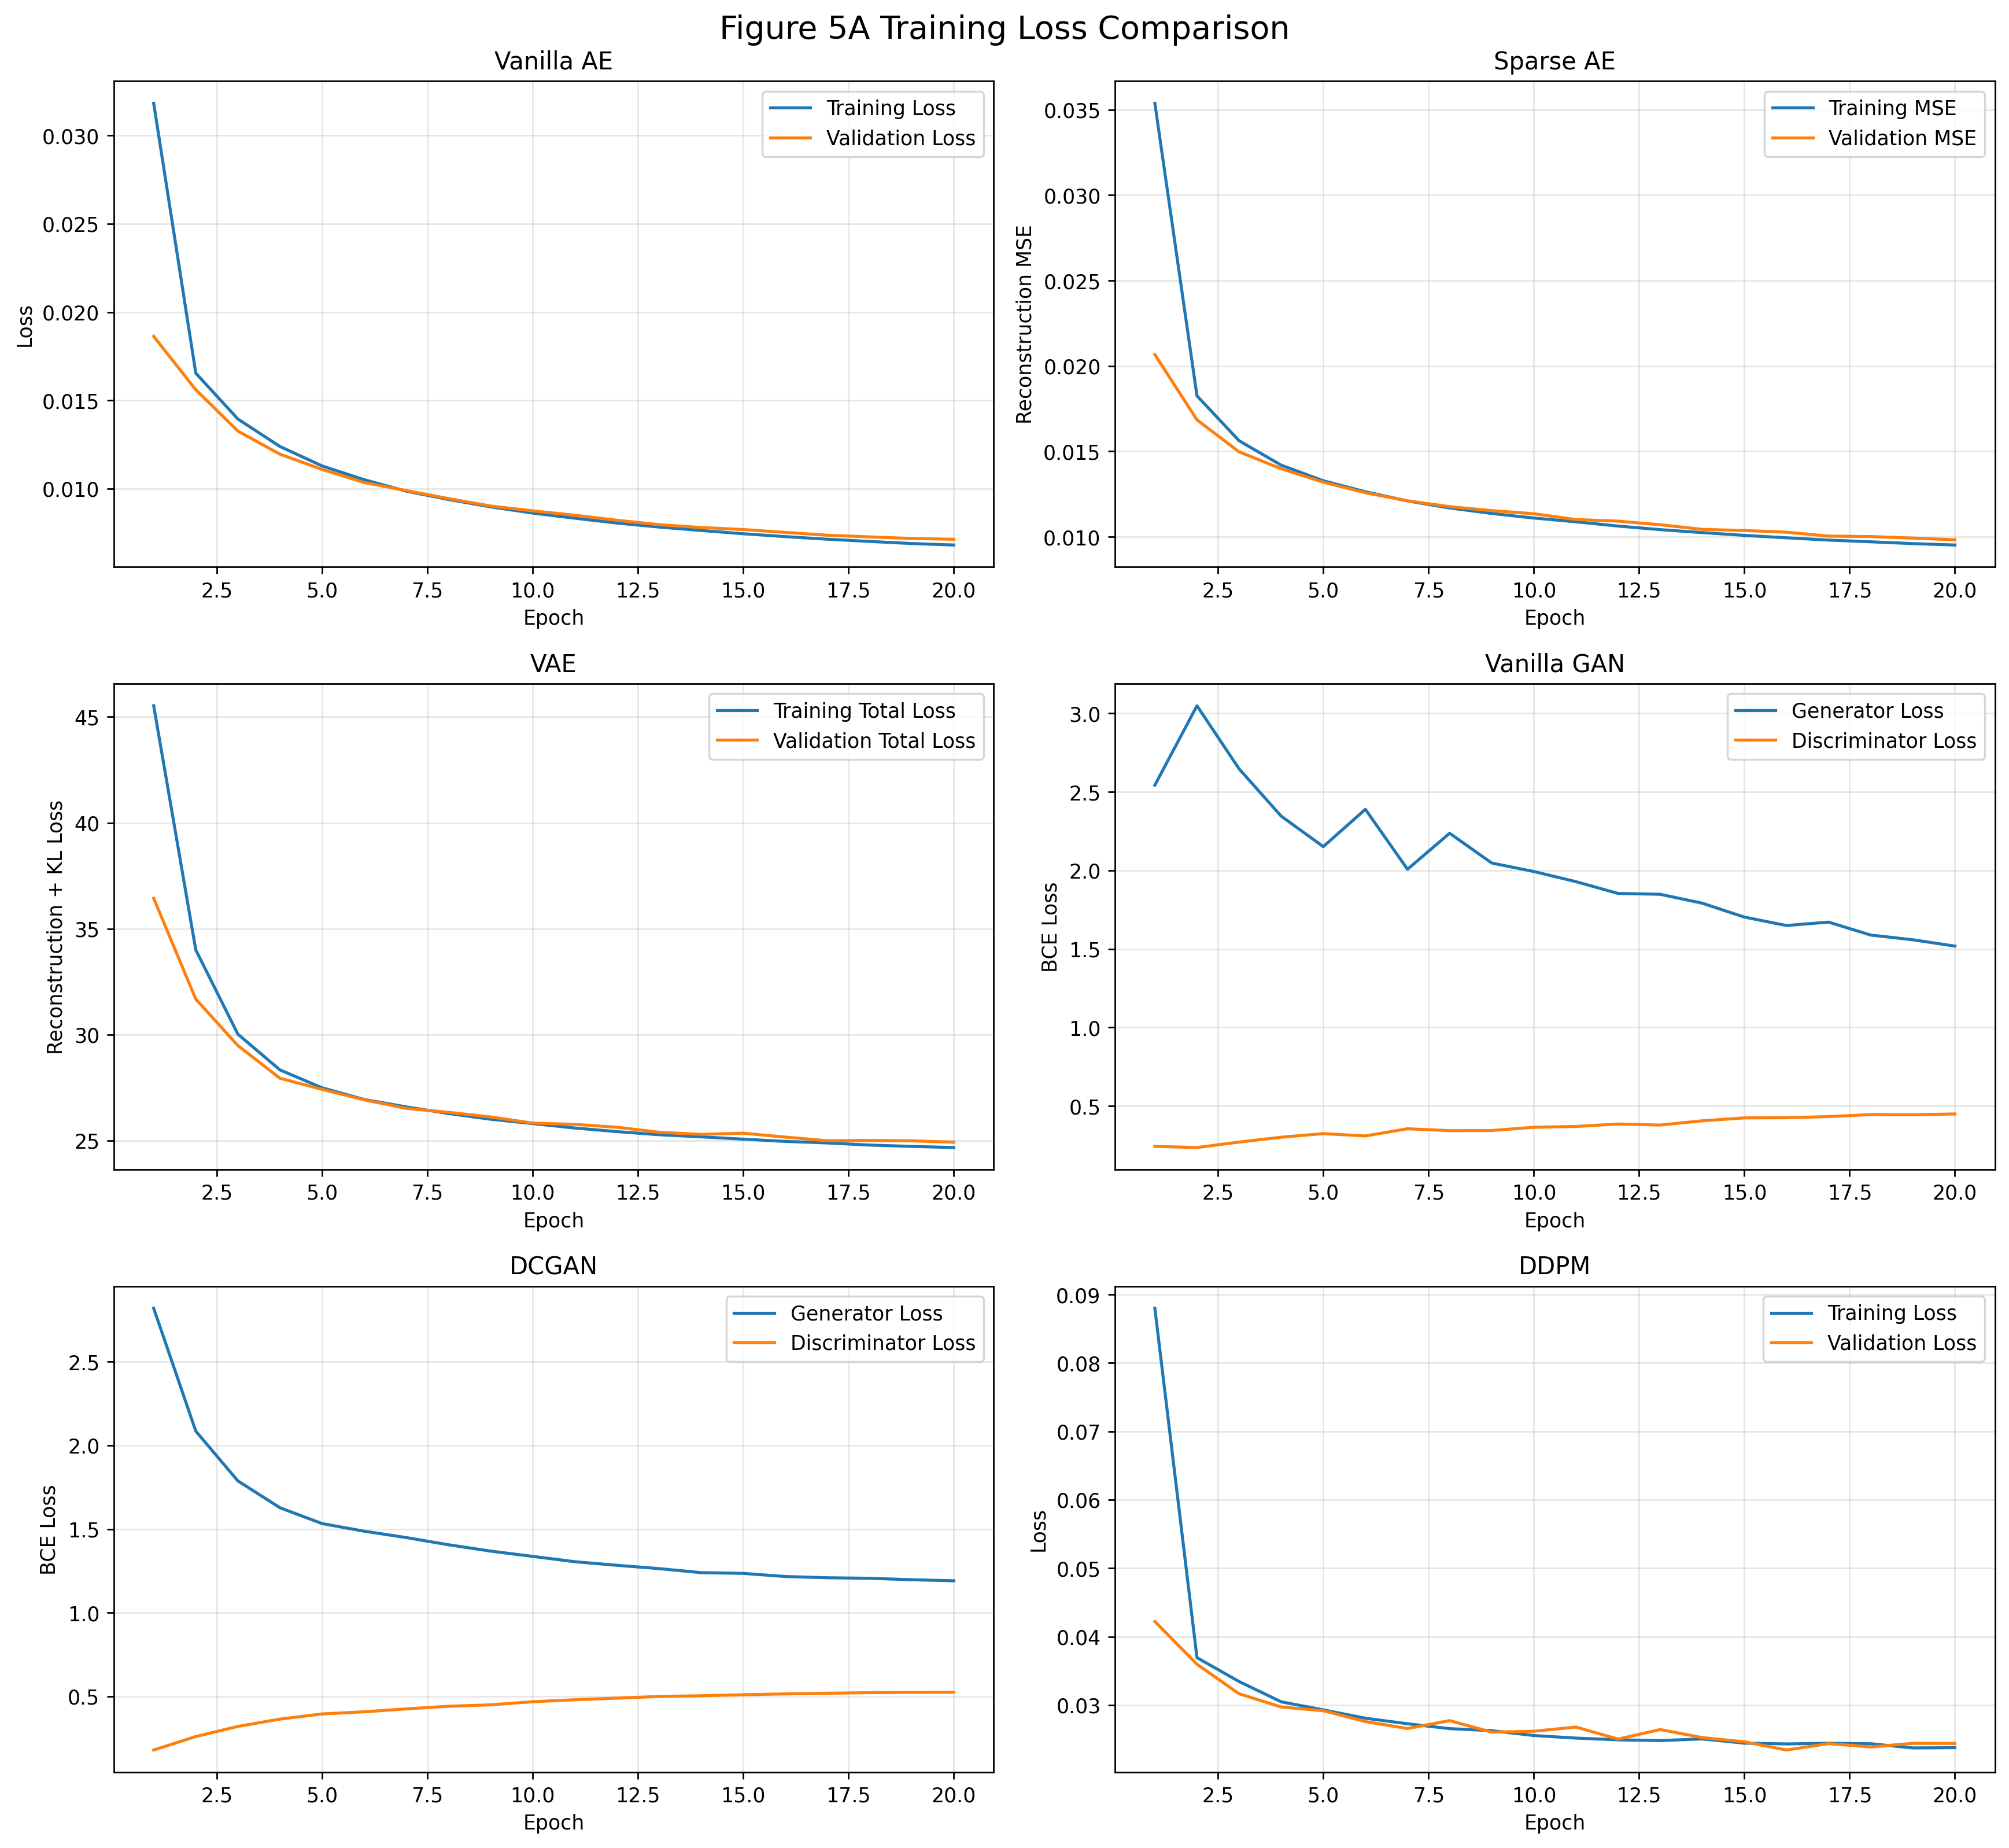 Figure 5A Training Loss Comparison
Vanilla AE
Training Loss
Validation Loss
0.030
0.025
0.020
0.015
0.010
Loss
2.5 5.0 7.5 10.0 12.5 15.0 17.5 20.0
Epoch
Sparse AE
Training MSE
Validation MSE
0.035
0.030
0.025
0.020
0.015
0.010
Reconstruction MSE
2.5 5.0 7.5 10.0 12.5 15.0 17.5 20.0
Epoch
VAE
Training Total Loss
Validation Total Loss
45
40
35
30
25
Reconstruction + KL Loss
2.5 5.0 7.5 10.0 12.5 15.0 17.5 20.0
Epoch
Vanilla GAN
Generator Loss
Discriminator Loss
3.0
2.5
2.0
1.5
1.0
0.5
BCE Loss
2.5 5.0 7.5 10.0 12.5 15.0 17.5 20.0
Epoch
DCGAN
Generator Loss
Discriminator Loss
2.5
2.0
1.5
1.0
0.5
BCE Loss
2.5 5.0 7.5 10.0 12.5 15.0 17.5 20.0
Epoch
DDPM
Training Loss
Validation Loss
0.09
0.08
0.07
0.06
0.05
0.04
0.03
Loss
2.5 5.0 7.5 10.0 12.5 15.0 17.5 20.0
Epoch